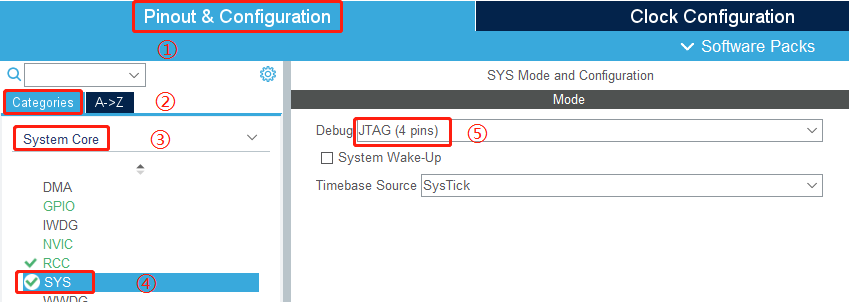 Pinout & Configuration
Clock Configuration
①
Software Packs
Categories
A->Z
②
System Core
③
DMA
GPIO
IWDG
NVIC
RCC
SYS
④
WWDG
SYS Mode and Configuration
Mode
Debug JTAG (4 pins)
⑤
System Wake-Up
Timebase Source SysTick